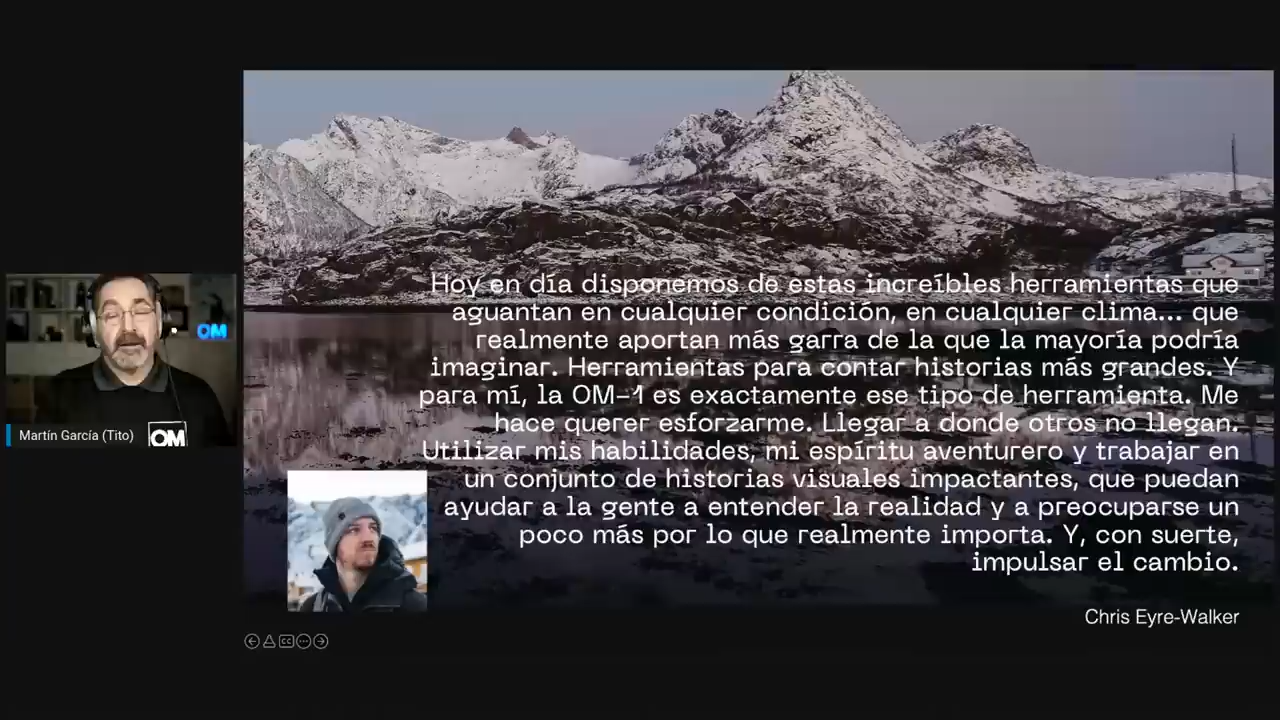 Hoy en día disponemos de estas increíbles herramientas que
aguantan en cualquier condición, en cualquier clima... que
realmente aportan más garra de la que la mayoría podría
imaginar. Herramientas para contar historias más grandes. Y
para mí, la OM-1 es exactamente ese tipo de herramienta. Me
hace querer esforzarme. Llegar a donde otros no llegan.
Utilizar mis habilidades, mi espíritu aventurero y trabajar en
un conjunto de historias visuales impactantes, que puedan
ayudar a la gente a entender la realidad y a preocuparse un
poco más por lo que realmente importa. Y, con suerte,
impulsar el cambio.
Chris Eyre-Walker
OM
Martín García (Tito)
OM
CC